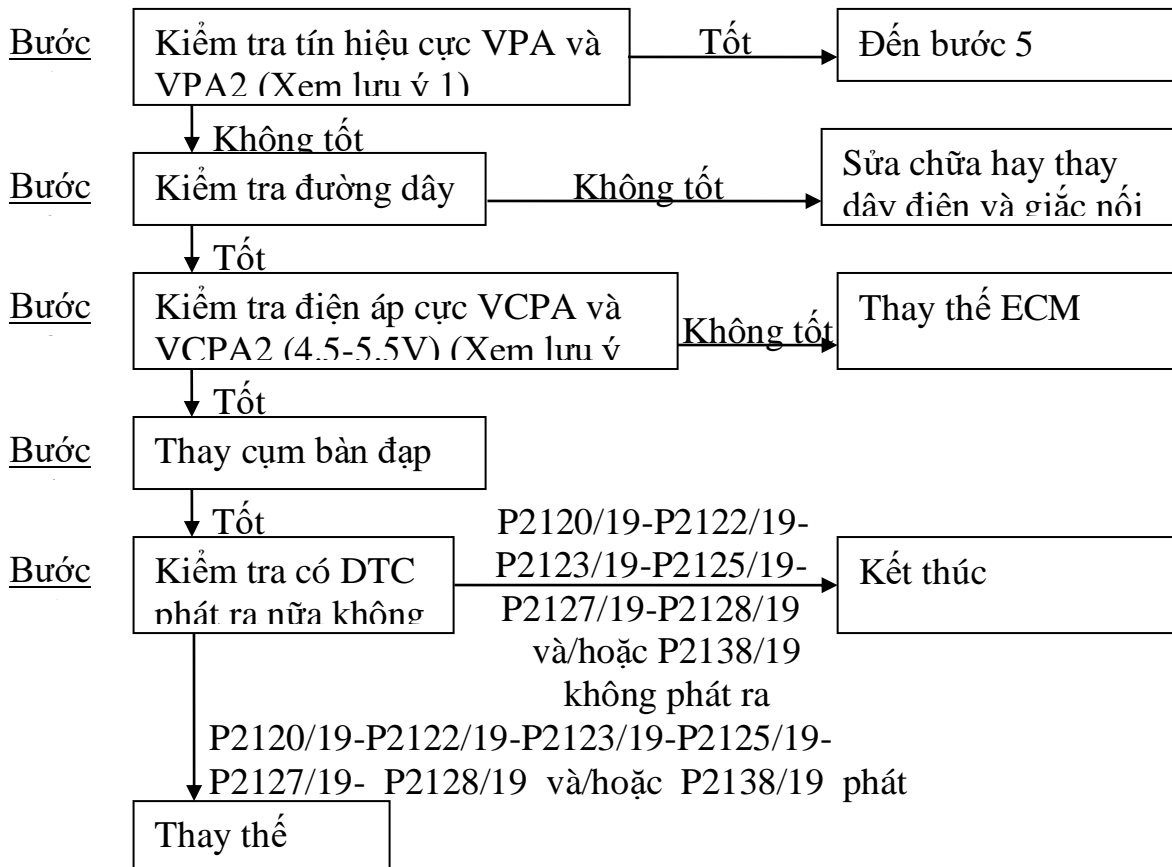 Bước
Kiểm tra tín hiệu cực VPA và
VPA2 (Xem lưu ý 1)
Tốt
Đến bước 5
Không tốt
Bước
Kiểm tra đường dây
Không tốt
Sửa chữa hay thay
dây điện và giắc nối
Tốt
Bước
Kiểm tra điện áp cực VCPA và
VCPA2 (4.5-5.5V) (Xem lưu ý
Không tốt
Thay thế ECM
Tốt
Bước
Thay cụm bàn đạp
Tốt
Bước
Kiểm tra có DTC
phát ra nữa không
P2120/19-P2122/19-
P2123/19-P2125/19-
P2127/19-P2128/19
và/hoặc P2138/19
không phát ra
Kết thúc
P2120/19-P2122/19-P2123/19-P2125/19-
P2127/19- P2128/19 và/hoặc P2138/19 phát
Thay thế